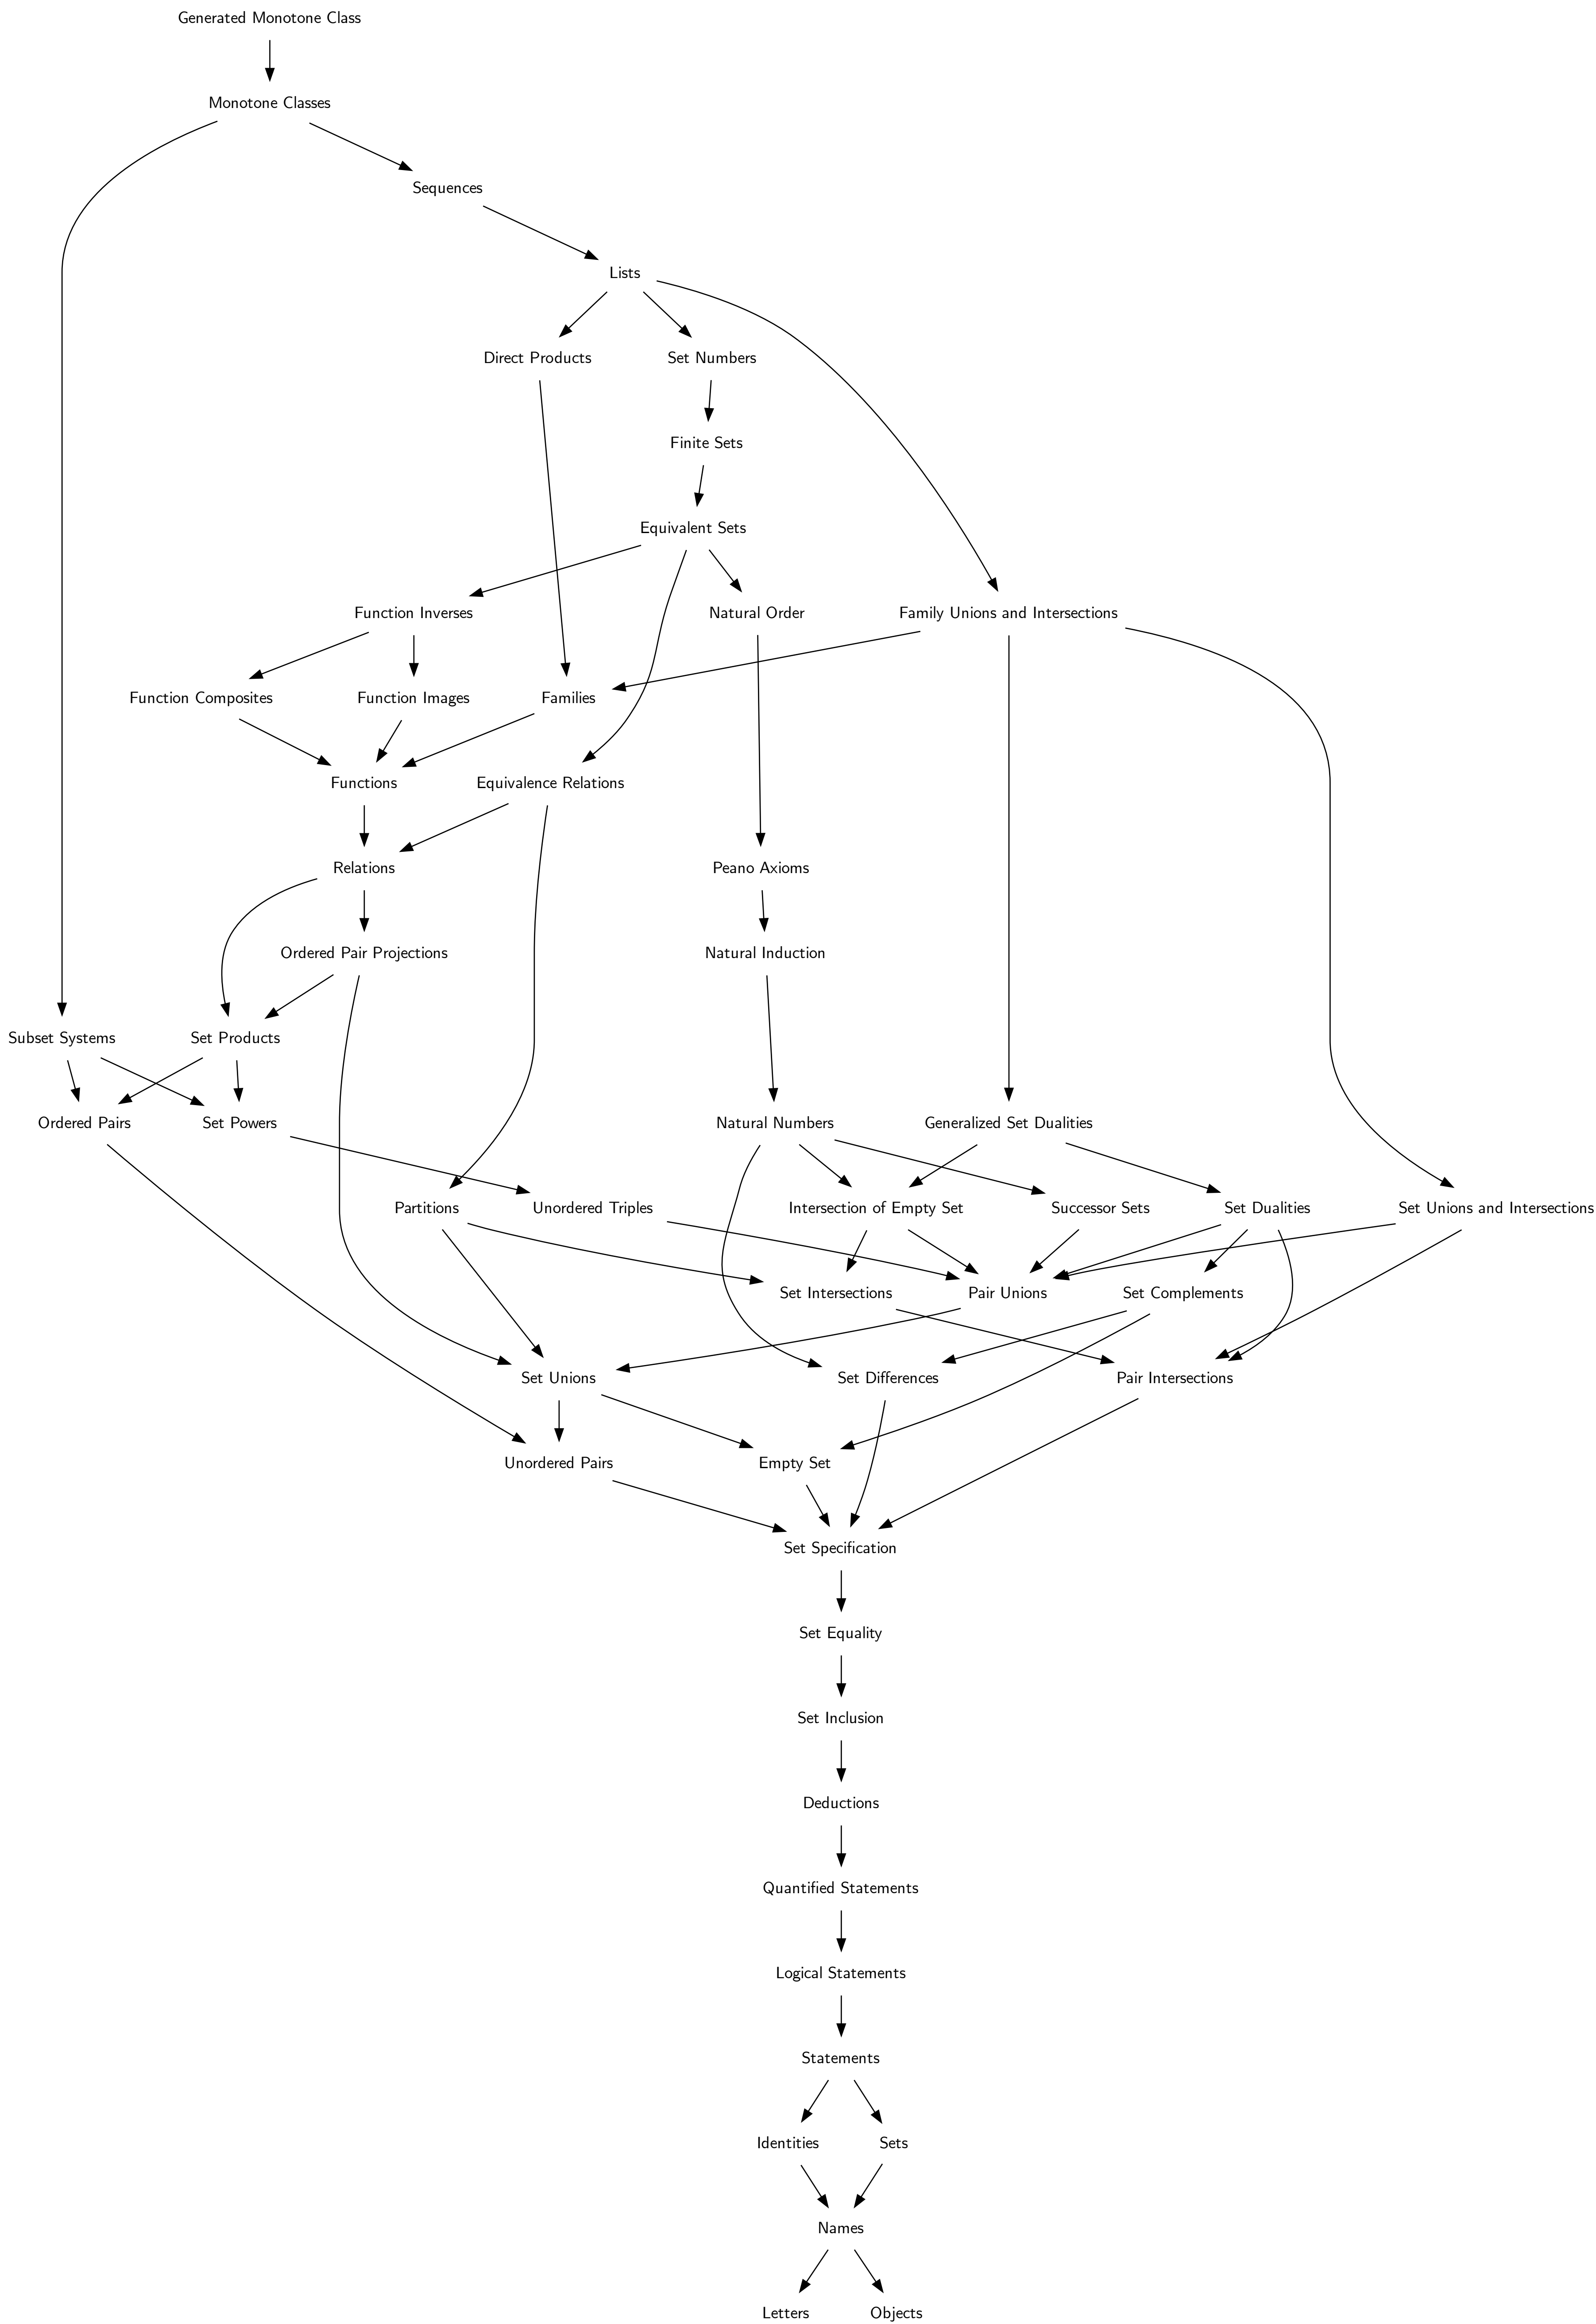 Generated Monotone Class
Monotone Classes
Sequences
Lists
Direct Products
Set Numbers
Finite Sets
Equivalent Sets
Function Inverses
Natural Order
Family Unions and Intersections
Function Composites
Function Images
Families
Functions
Equivalence Relations
Relations
Peano Axioms
Ordered Pair Projections
Natural Induction
Subset Systems
Set Products
Ordered Pairs
Set Powers
Natural Numbers
Generalized Set Dualities
Partitions
Unordered Triples
Intersection of Empty Set
Successor Sets
Set Dualities
Set Unions and Intersections
Set Intersections
Pair Unions
Set Complements
Set Unions
Set Differences
Pair Intersections
Unordered Pairs
Empty Set
Set Specification
Set Equality
Set Inclusion
Deductions
Quantified Statements
Logical Statements
Statements
Identities
Sets
Names
Letters
Objects